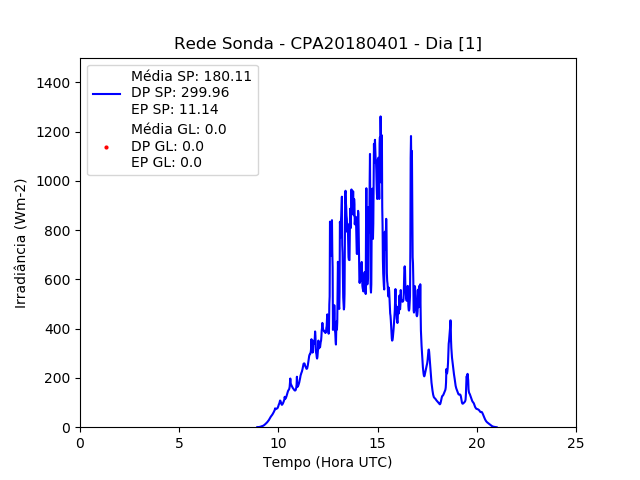 Rede Sonda - CPA20180401 - Dia [1]
Média SP: 180.11
DP SP: 299.96
EP SP: 11.14
Média GL: 0.0
DP GL: 0.0
EP GL: 0.0
Irradiância (Wm-2)
1400
1200
1000
800
600
400
200
0
0 5 10 15 20 25
Tempo (Hora UTC)